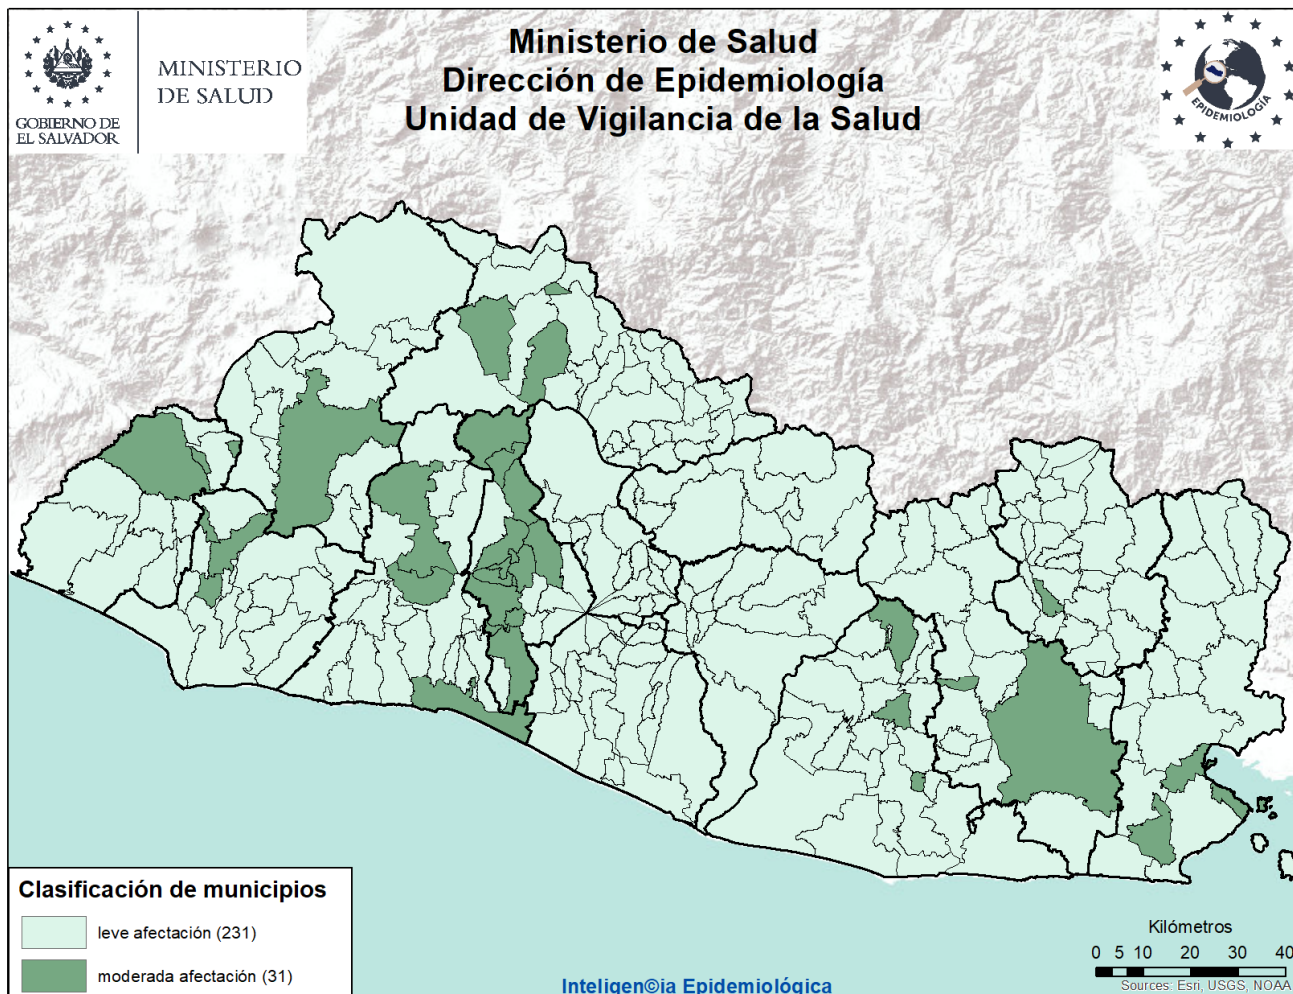 Ministerio de Salud
Dirección de Epidemiología
Unidad de Vigilancia de la Salud
MINISTERIO
DE SALUD
GOBIERNO DE
EL SALVADOR
EPIDEMIOLOGÍA
Clasificación de municipios
leve afectación (231)
moderada afectación (31)
Inteligen©ia Epidemiológica
Kilómetros
0 5 10 20 30 40
Sources: Esri, USGS, NOAA